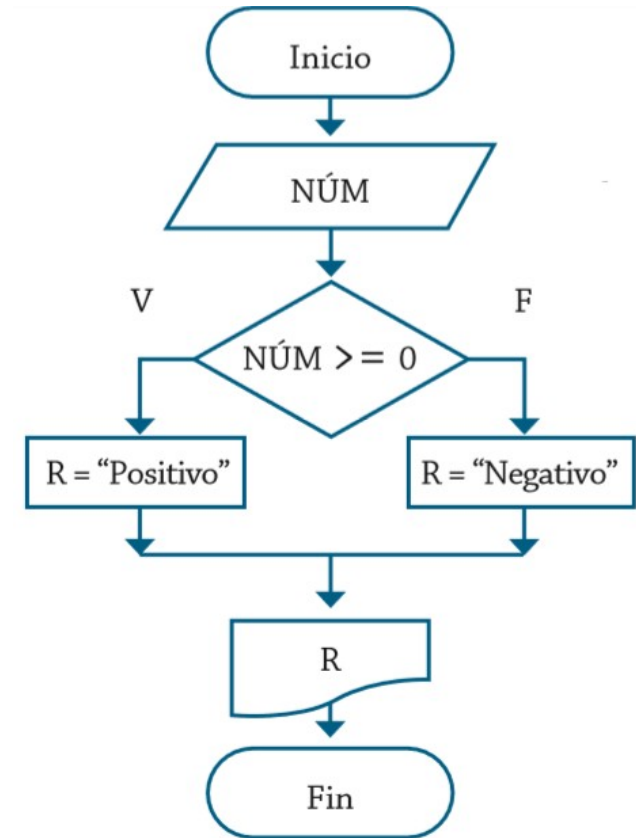 Inicio
NÚM
V
F
NÚM >= 0
R = “Positivo”
R = “Negativo”
R
Fin